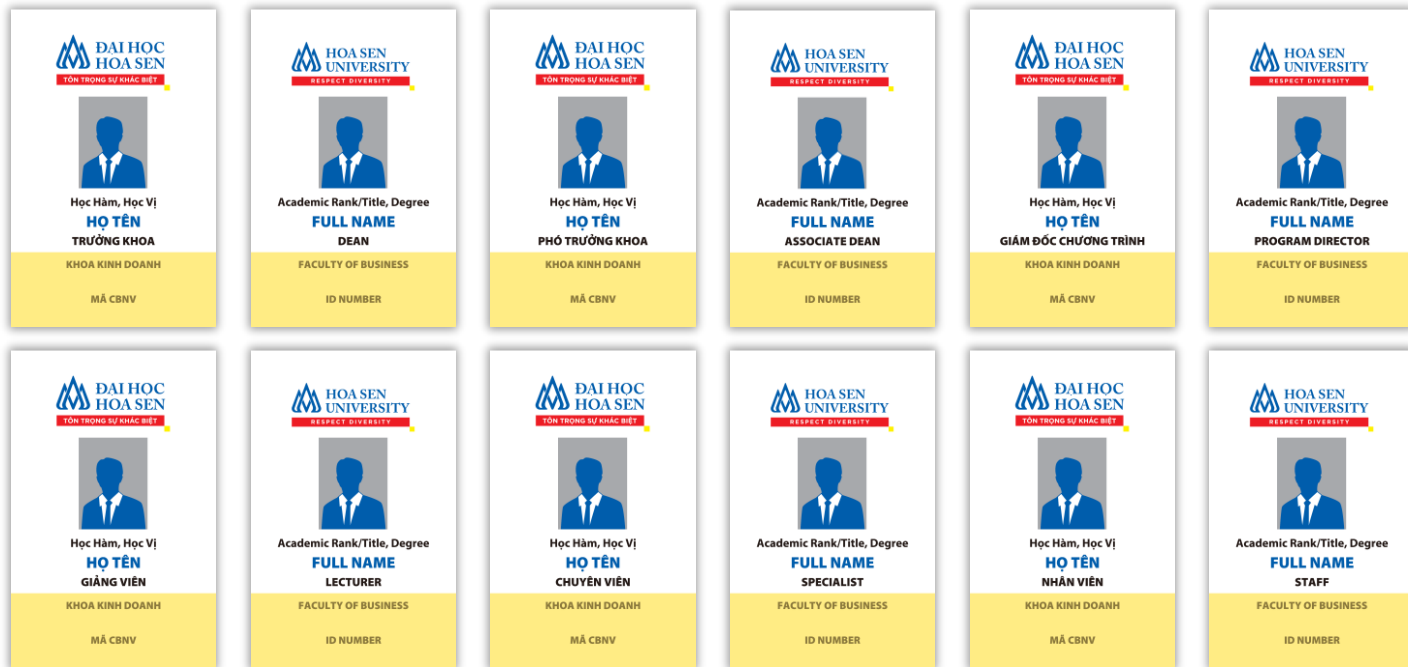 ĐẠI HỌC
HOA SEN
TÔN TRỌNG SỰ KHÁC BIỆT
Học Hàm, Học Vị
HỌ TÊN
TRƯỞNG KHOA
KHOA KINH DOANH
MÃ CBNV
HOA SEN
UNIVERSITY
RESPECT DIVERSITY
Academic Rank/Title, Degree
FULL NAME
DEAN
FACULTY OF BUSINESS
ID NUMBER
ĐẠI HỌC
HOA SEN
TÔN TRỌNG SỰ KHÁC BIỆT
Học Hàm, Học Vị
HỌ TÊN
PHÓ TRƯỞNG KHOA
KHOA KINH DOANH
MÃ CBNV
HOA SEN
UNIVERSITY
RESPECT DIVERSITY
Academic Rank/Title, Degree
FULL NAME
ASSOCIATE DEAN
FACULTY OF BUSINESS
ID NUMBER
ĐẠI HỌC
HOA SEN
TÔN TRỌNG SỰ KHÁC BIỆT
Học Hàm, Học Vị
HỌ TÊN
GIÁM ĐỐC CHƯƠNG TRÌNH
KHOA KINH DOANH
MÃ CBNV
HOA SEN
UNIVERSITY
RESPECT DIVERSITY
Academic Rank/Title, Degree
FULL NAME
PROGRAM DIRECTOR
FACULTY OF BUSINESS
ID NUMBER
ĐẠI HỌC
HOA SEN
TÔN TRỌNG SỰ KHÁC BIỆT
Học Hàm, Học Vị
HỌ TÊN
GIẢNG VIÊN
KHOA KINH DOANH
MÃ CBNV
HOA SEN
UNIVERSITY
RESPECT DIVERSITY
Academic Rank/Title, Degree
FULL NAME
LECTURER
FACULTY OF BUSINESS
ID NUMBER
ĐẠI HỌC
HOA SEN
TÔN TRỌNG SỰ KHÁC BIỆT
Học Hàm, Học Vị
HỌ TÊN
CHUYÊN VIÊN
KHOA KINH DOANH
MÃ CBNV
HOA SEN
UNIVERSITY
RESPECT DIVERSITY
Academic Rank/Title, Degree
FULL NAME
SPECIALIST
FACULTY OF BUSINESS
ID NUMBER
ĐẠI HỌC
HOA SEN
TÔN TRỌNG SỰ KHÁC BIỆT
Học Hàm, Học Vị
HỌ TÊN
NHÂN VIÊN
KHOA KINH DOANH
MÃ CBNV
HOA SEN
UNIVERSITY
RESPECT DIVERSITY
Academic Rank/Title, Degree
FULL NAME
STAFF
FACULTY OF BUSINESS
ID NUMBER